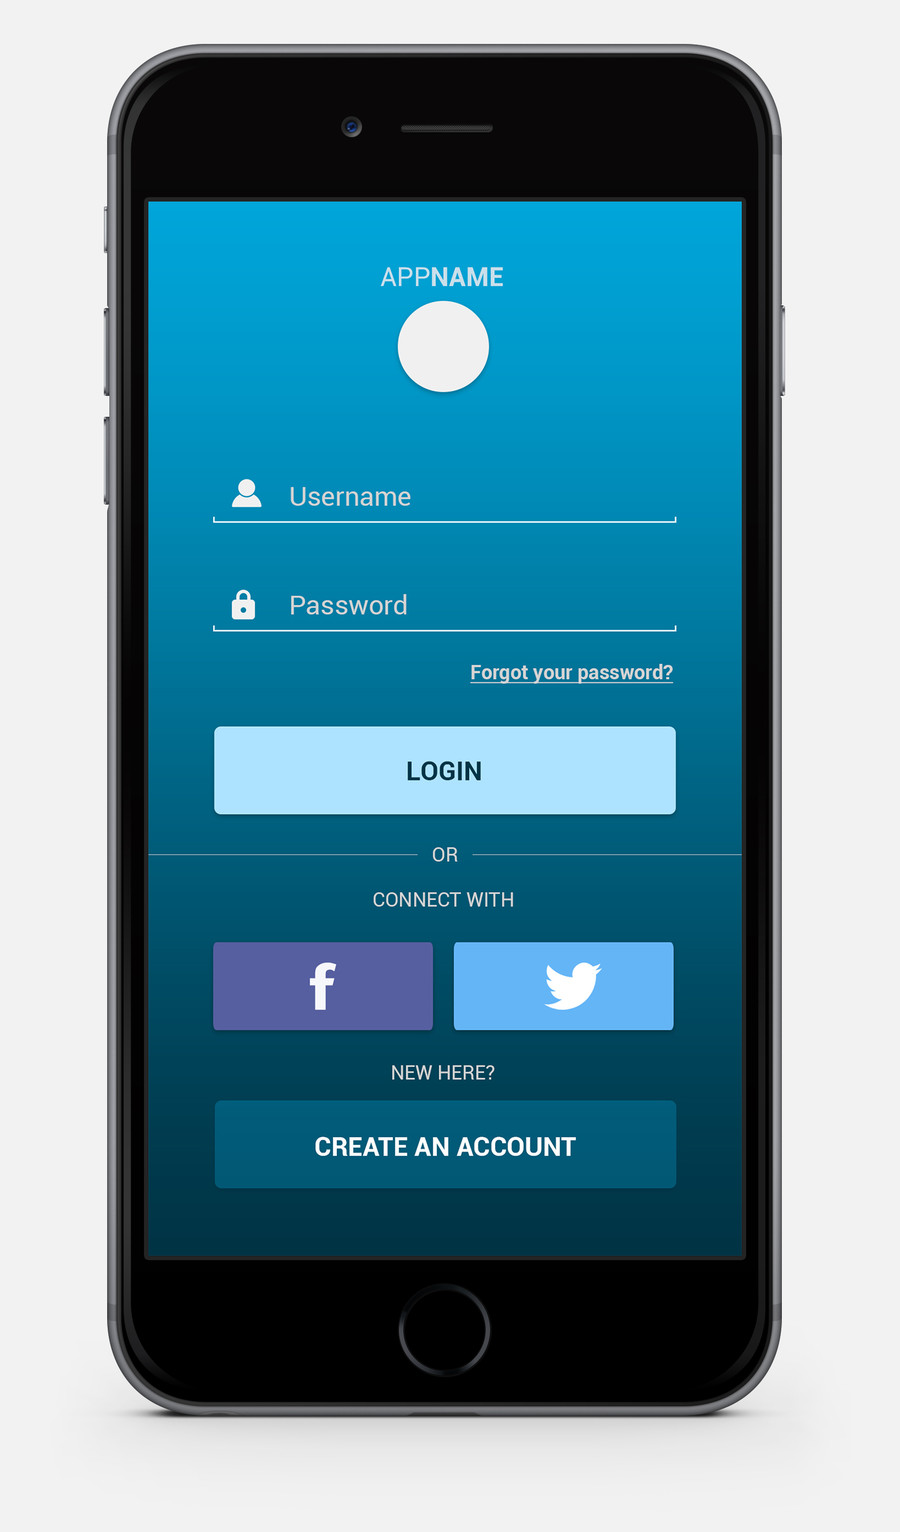 APPNAME
Username
Password
Forgot your password?
LOGIN
OR
CONNECT WITH
f
NEW HERE?
CREATE AN ACCOUNT